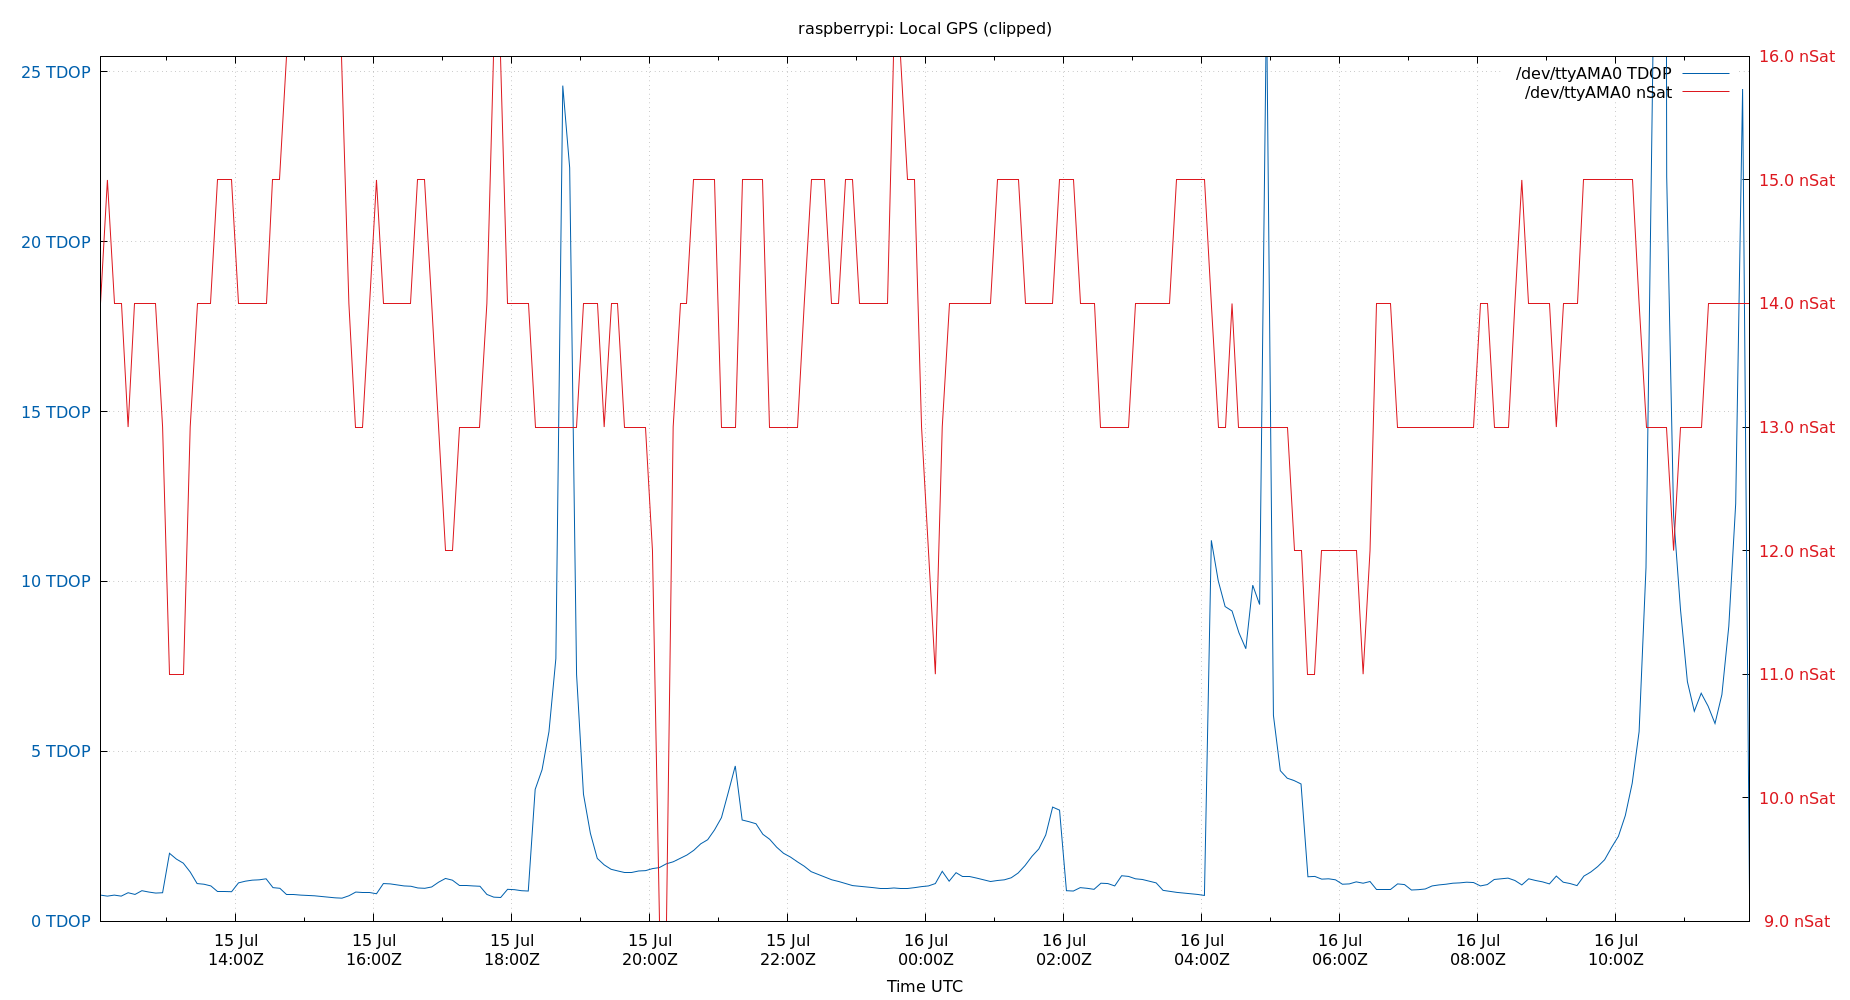 raspberrypi: Local GPS (clipped)
25 TDOP
20 TDOP
15 TDOP
10 TDOP
5 TDOP
0 TDOP
/dev/ttyAMA0 TDOP
/dev/ttyAMA0 nSat
16.0 nSat
15.0 nSat
14.0 nSat
13.0 nSat
12.0 nSat
11.0 nSat
10.0 nSat
9.0 nSat
15 Jul
14:00Z
15 Jul
16:00Z
15 Jul
18:00Z
15 Jul
20:00Z
15 Jul
22:00Z
16 Jul
00:00Z
16 Jul
02:00Z
16 Jul
04:00Z
16 Jul
06:00Z
16 Jul
08:00Z
16 Jul
10:00Z
Time UTC